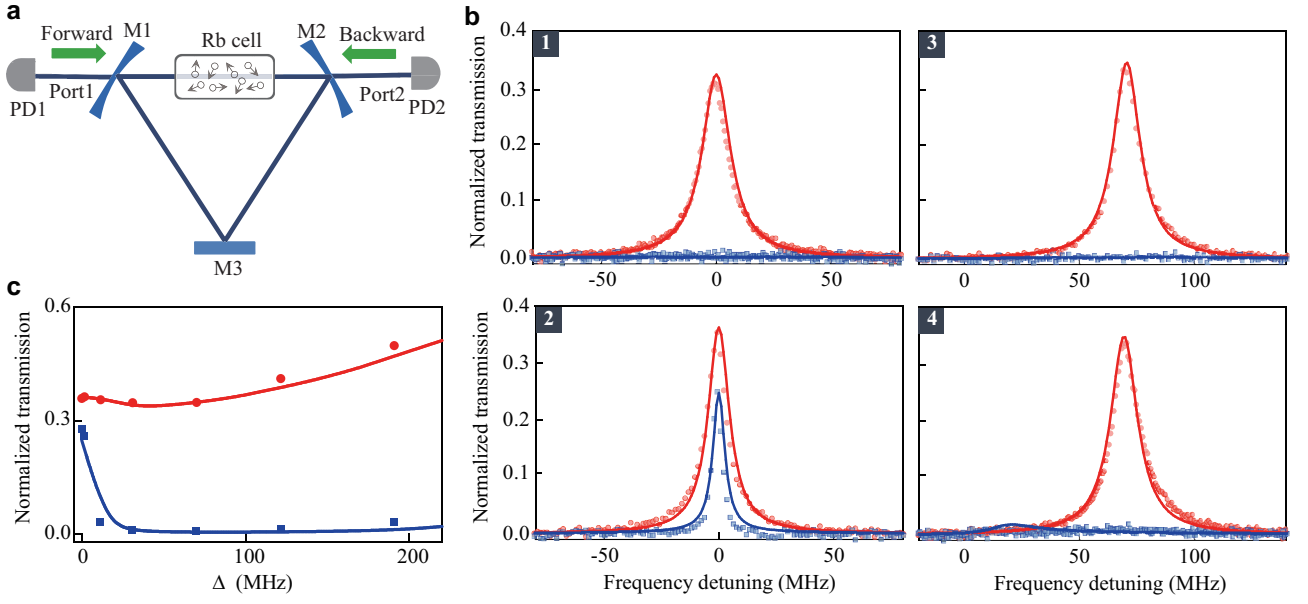 a
Forward
M1
Rb cell
M2
Backward
PD1
Port1
Port2
PD2
M3
b
Normalized transmission
0.4
0.3
0.2
0.1
0.0
1
-50
0
50
3
0
50
100
Normalized transmission
0.4
0.3
0.2
0.1
0.0
2
-50
0
50
Frequency detuning (MHz)
4
0
50
100
Frequency detuning (MHz)
c
Normalized transmission
0.6
0.3
0.0
0
100
200
Δ (MHz)